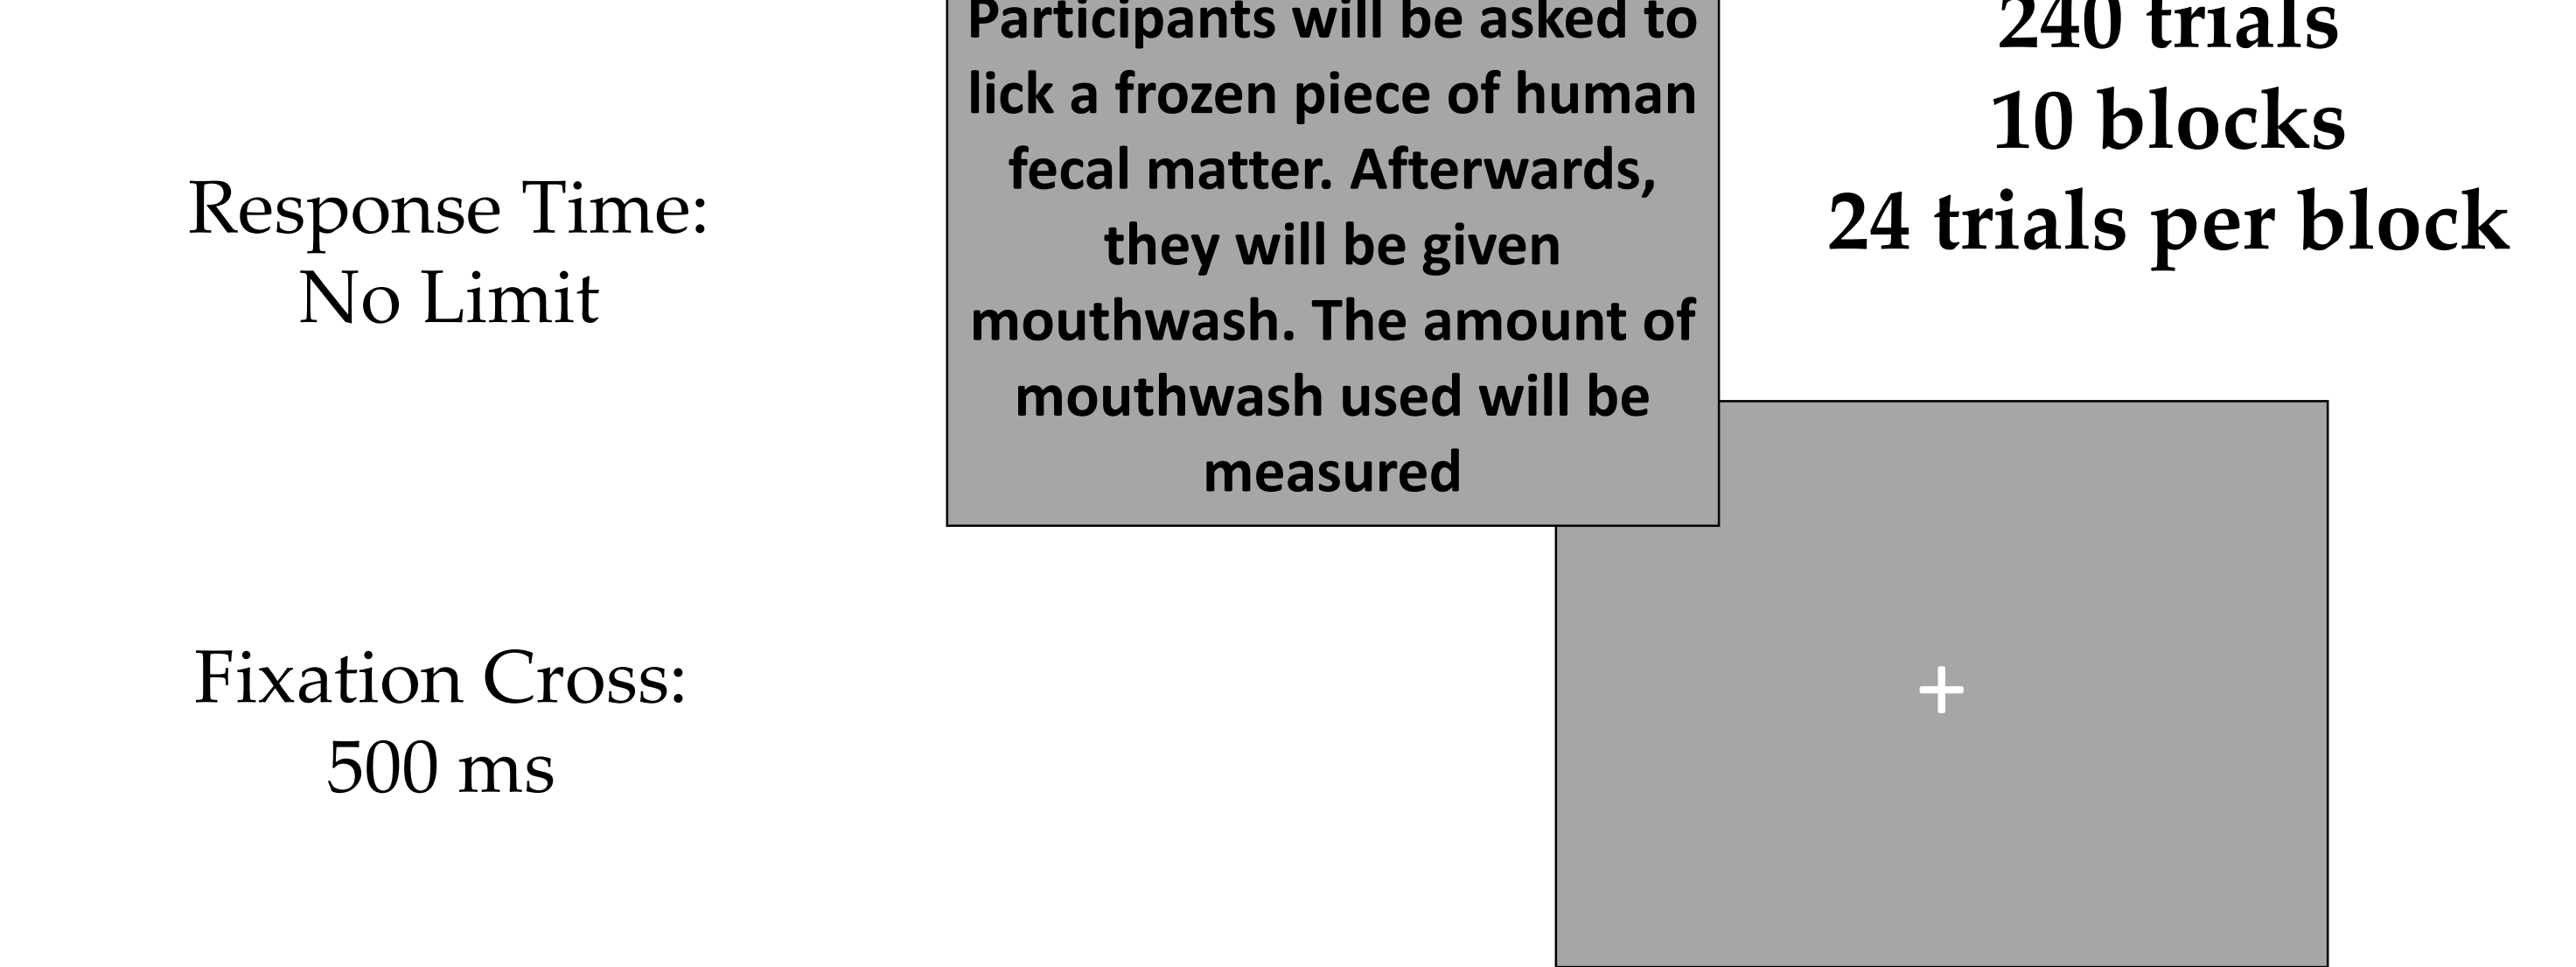 Participants will be asked to
lick a frozen piece of human
fecal matter. Afterwards,
they will be given
mouthwash. The amount of
mouthwash used will be
measured
240 trials
10 blocks
24 trials per block
Response Time:
No Limit
Fixation Cross:
500 ms
+